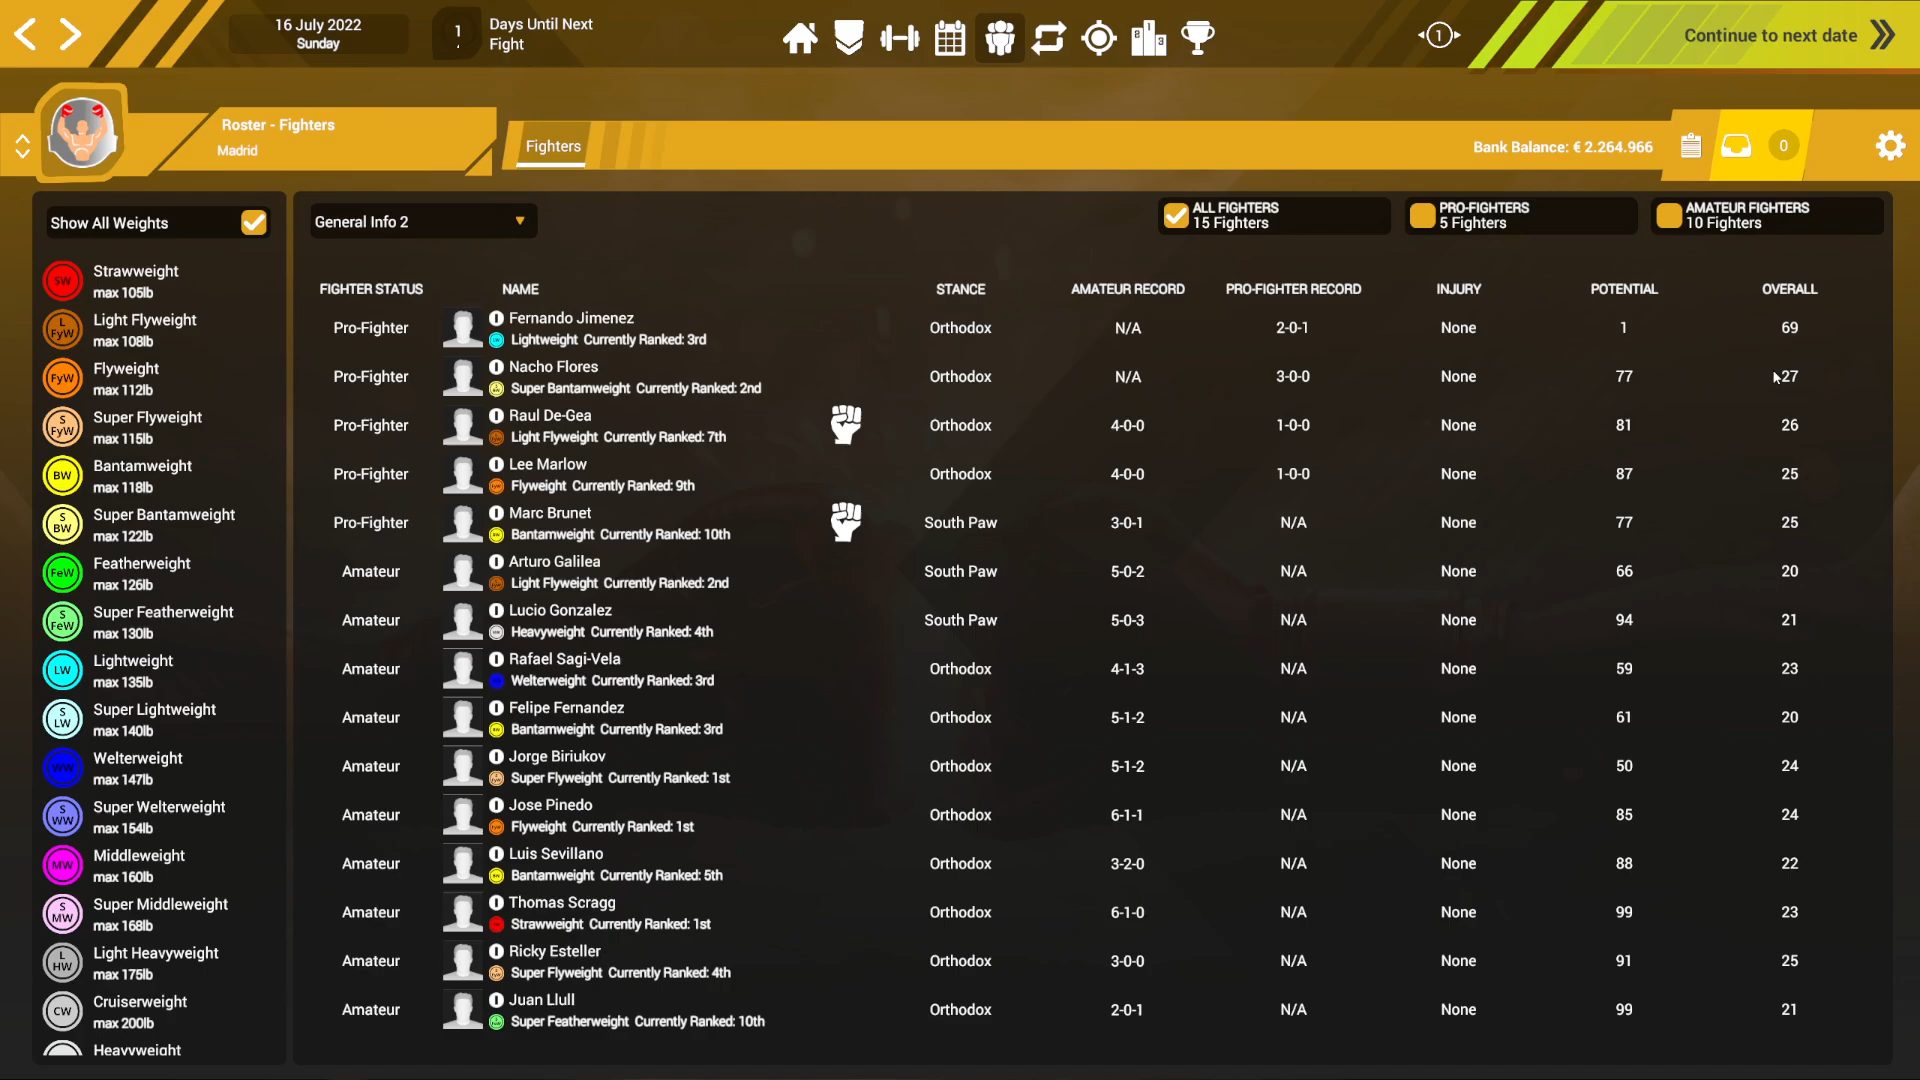 16 July 2022
Sunday
1
Days Until Next
Fight
1
Continue to next date
Roster - Fighters
Madrid
Fighters
Bank Balance: € 2.264.966
0
Show All Weights
General Info 2
ALL FIGHTERS
15 Fighters
PRO-FIGHTERS
5 Fighters
AMATEUR FIGHTERS
10 Fighters
SW Strawweight
max 105lb
L FyW Light Flyweight
max 108lb
FyW Flyweight
max 112lb
S FyW Super Flyweight
max 115lb
BW Bantamweight
max 118lb
S BW Super Bantamweight
max 122lb
FeW Featherweight
max 126lb
S FeW Super Featherweight
max 130lb
LW Lightweight
max 135lb
S LW Super Lightweight
max 140lb
WW Welterweight
max 147lb
S WW Super Welterweight
max 154lb
MW Middleweight
max 160lb
S MW Super Middleweight
max 168lb
L HW Light Heavyweight
max 175lb
CW Cruiserweight
max 200lb
Heavyweight
FIGHTER STATUS NAME STANCE AMATEUR RECORD PRO-FIGHTER RECORD INJURY POTENTIAL OVERALL
Pro-Fighter Fernando Jimenez Orthodox N/A 2-0-1 None 1 69
Lightweight Currently Ranked: 3rd
Pro-Fighter Nacho Flores Orthodox N/A 3-0-0 None 77 27
Super Bantamweight Currently Ranked: 2nd
Pro-Fighter Raul De-Gea Orthodox 4-0-0 1-0-0 None 81 26
Light Flyweight Currently Ranked: 7th
Pro-Fighter Lee Marlow Orthodox 4-0-0 1-0-0 None 87 25
Flyweight Currently Ranked: 9th
Pro-Fighter Marc Brunet South Paw 3-0-1 N/A None 77 25
Bantamweight Currently Ranked: 10th
Amateur Arturo Galilea South Paw 5-0-2 N/A None 66 20
Light Flyweight Currently Ranked: 2nd
Amateur Lucio Gonzalez South Paw 5-0-3 N/A None 94 21
Heavyweight Currently Ranked: 4th
Amateur Rafael Sagi-Vela Orthodox 4-1-3 N/A None 59 23
Welterweight Currently Ranked: 3rd
Amateur Felipe Fernandez Orthodox 5-1-2 N/A None 61 20
Bantamweight Currently Ranked: 3rd
Amateur Jorge Biriukov Orthodox 5-1-2 N/A None 50 24
Super Flyweight Currently Ranked: 1st
Amateur Jose Pinedo Orthodox 6-1-1 N/A None 85 24
Flyweight Currently Ranked: 1st
Amateur Luis Sevillano Orthodox 3-2-0 N/A None 88 22
Bantamweight Currently Ranked: 5th
Amateur Thomas Scragg Orthodox 6-1-0 N/A None 99 23
Strawweight Currently Ranked: 1st
Amateur Ricky Esteller Orthodox 3-0-0 N/A None 91 25
Super Flyweight Currently Ranked: 4th
Amateur Juan Llull Orthodox 2-0-1 N/A None 99 21
Super Featherweight Currently Ranked: 10th